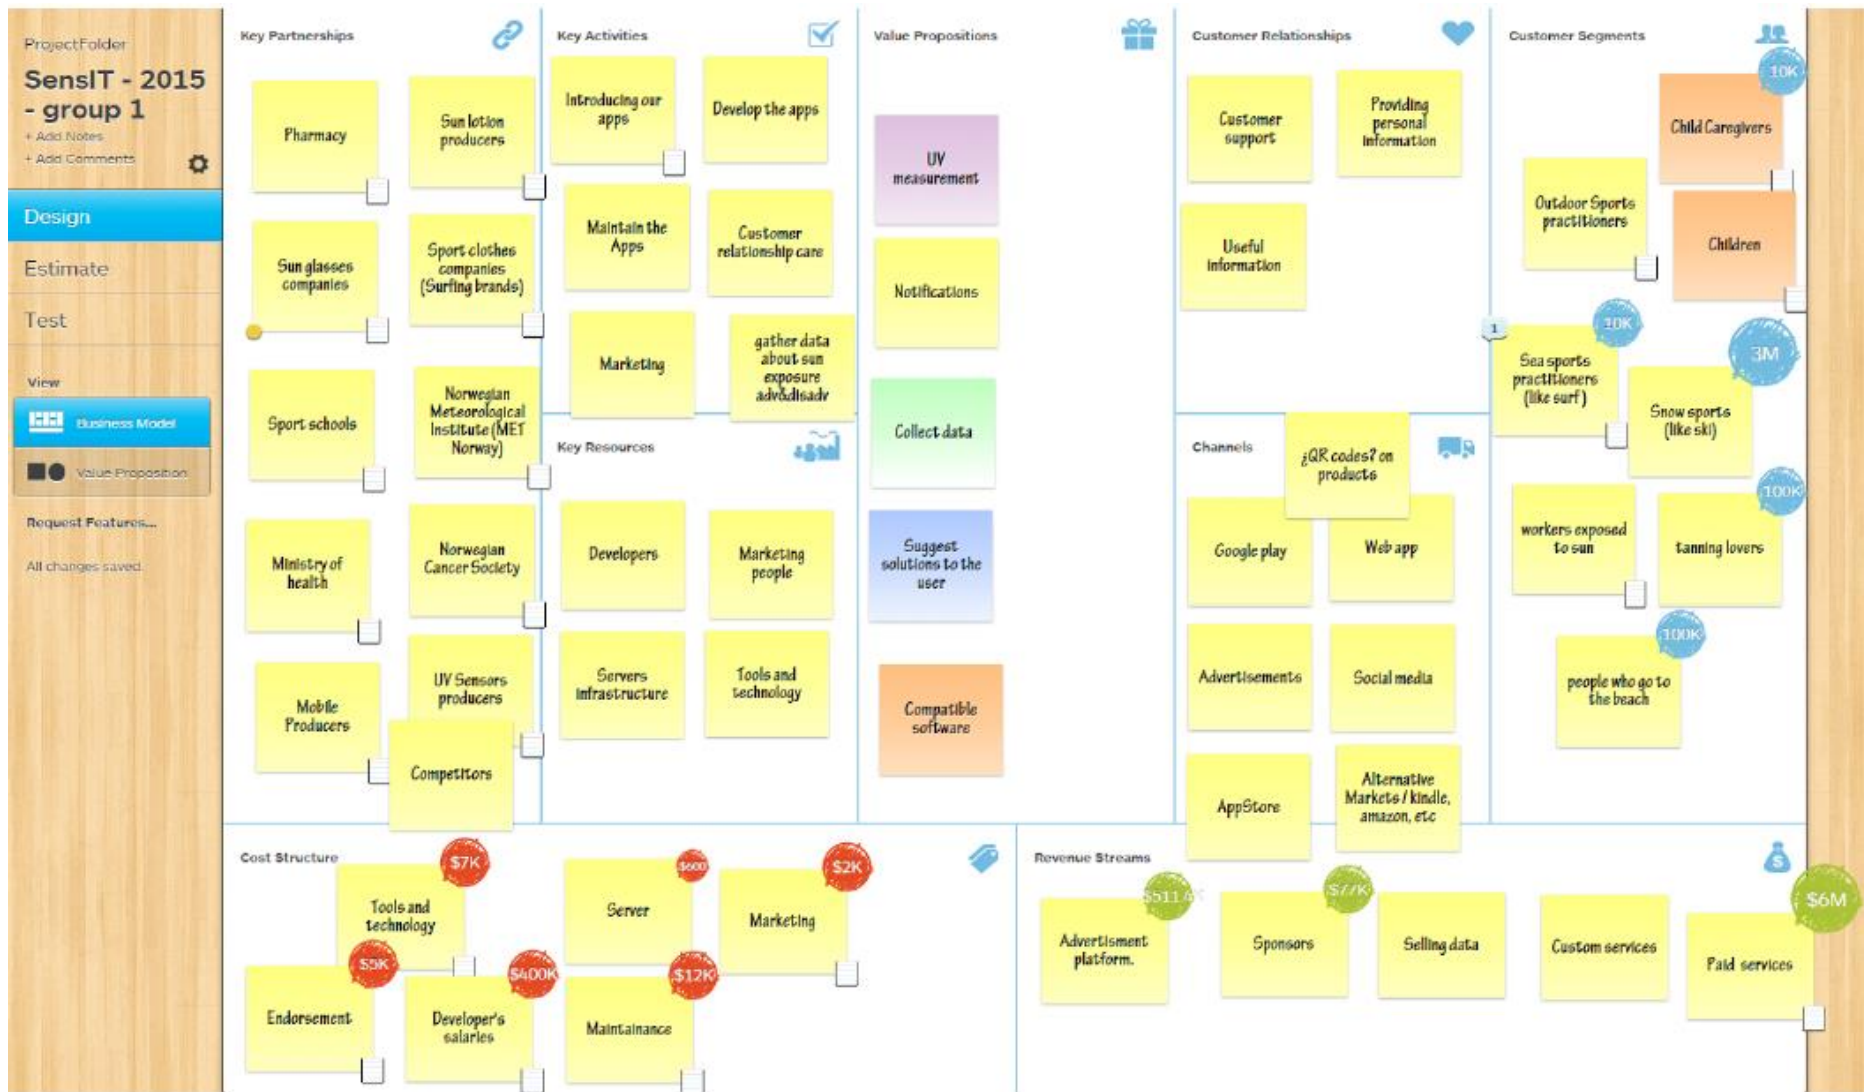 ProjectFolder
SensIT - 2015
- group 1
+ Add Notes
+ Add Comments
Design
Estimate
Test
View
Business Model
Value Proposition
Request Features...
All changes saved.
Key Partnerships
Pharmacy
Sun lotion
producers
Sun glasses
companies
Sport clothes
companies
(Surfing brands)
Sport schools
Norwegian
Meteorological
Institute (MET
Norway)
Ministry of
health
Norwegian
Cancer Society
Mobile
Producers
UV Sensors
producers
Competitors
Key Activities
Introducing our
apps
Develop the apps
Maintain the
Apps
Customer
relationship care
Marketing
gather data
about sun
exposure
adv&disadv
Key Resources
Developers
Marketing
people
Servers
infrastructure
Tools and
technology
Value Propositions
UV
measurement
Notifications
Collect data
Suggest
solutions to the
user
Compatible
software
Customer Relationships
Customer
support
Providing
personal
information
Useful
information
Channels
¿QR codes? on
products
Google play
Web app
Advertisements
Social media
AppStore
Alternative
Markets / kindle,
amazon, etc
Customer Segments
10K
Child Caregivers
Outdoor Sports
practitioners
Children
1
10K
Sea sports
practitioners
(like surf)
3M
Snow sports
(like ski)
workers exposed
to sun
100K
tanning lovers
100K
people who go to
the beach
Cost Structure
$7K
Tools and
technology
$600
Server
$2K
Marketing
$5K
Endorsement
$400K
Developer's
salaries
$12K
Maintainance
Revenue Streams
$511.4K
Advertisment
platform.
$77K
Sponsors
Selling data
Custom services
$6M
Paid services